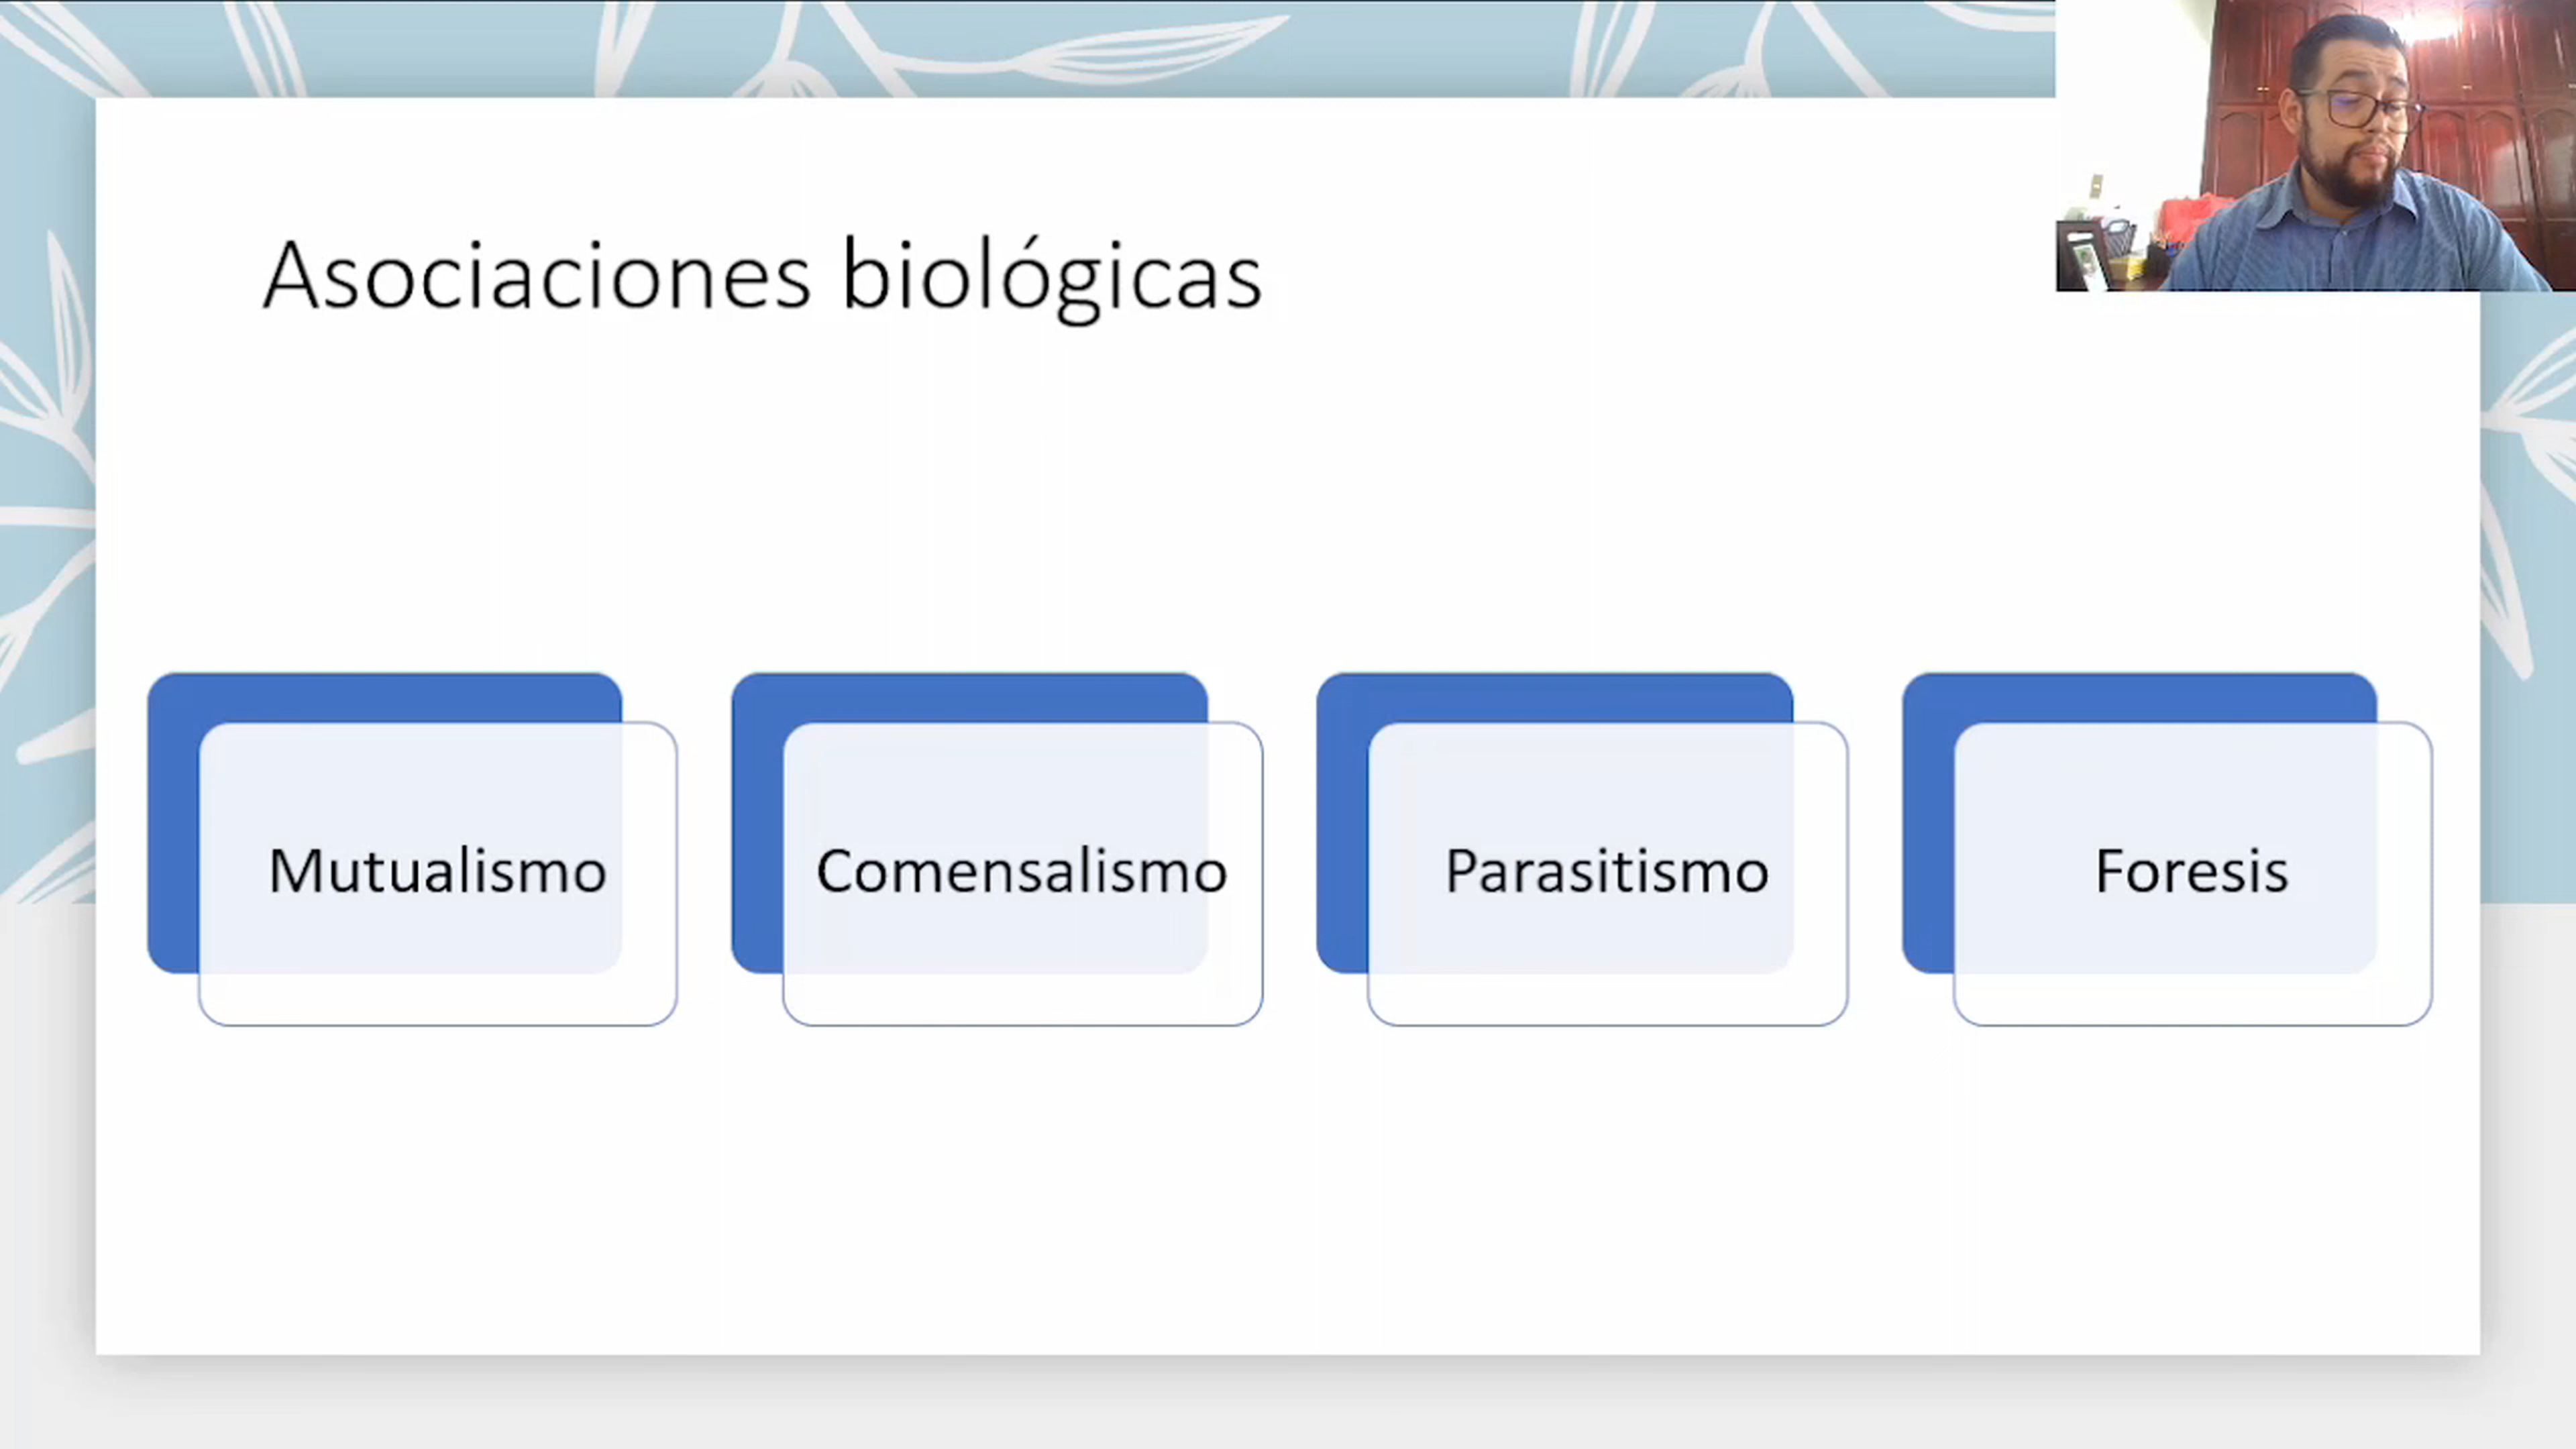 Asociaciones biológicas
Mutualismo
Comensalismo
Parasitismo
Foresis